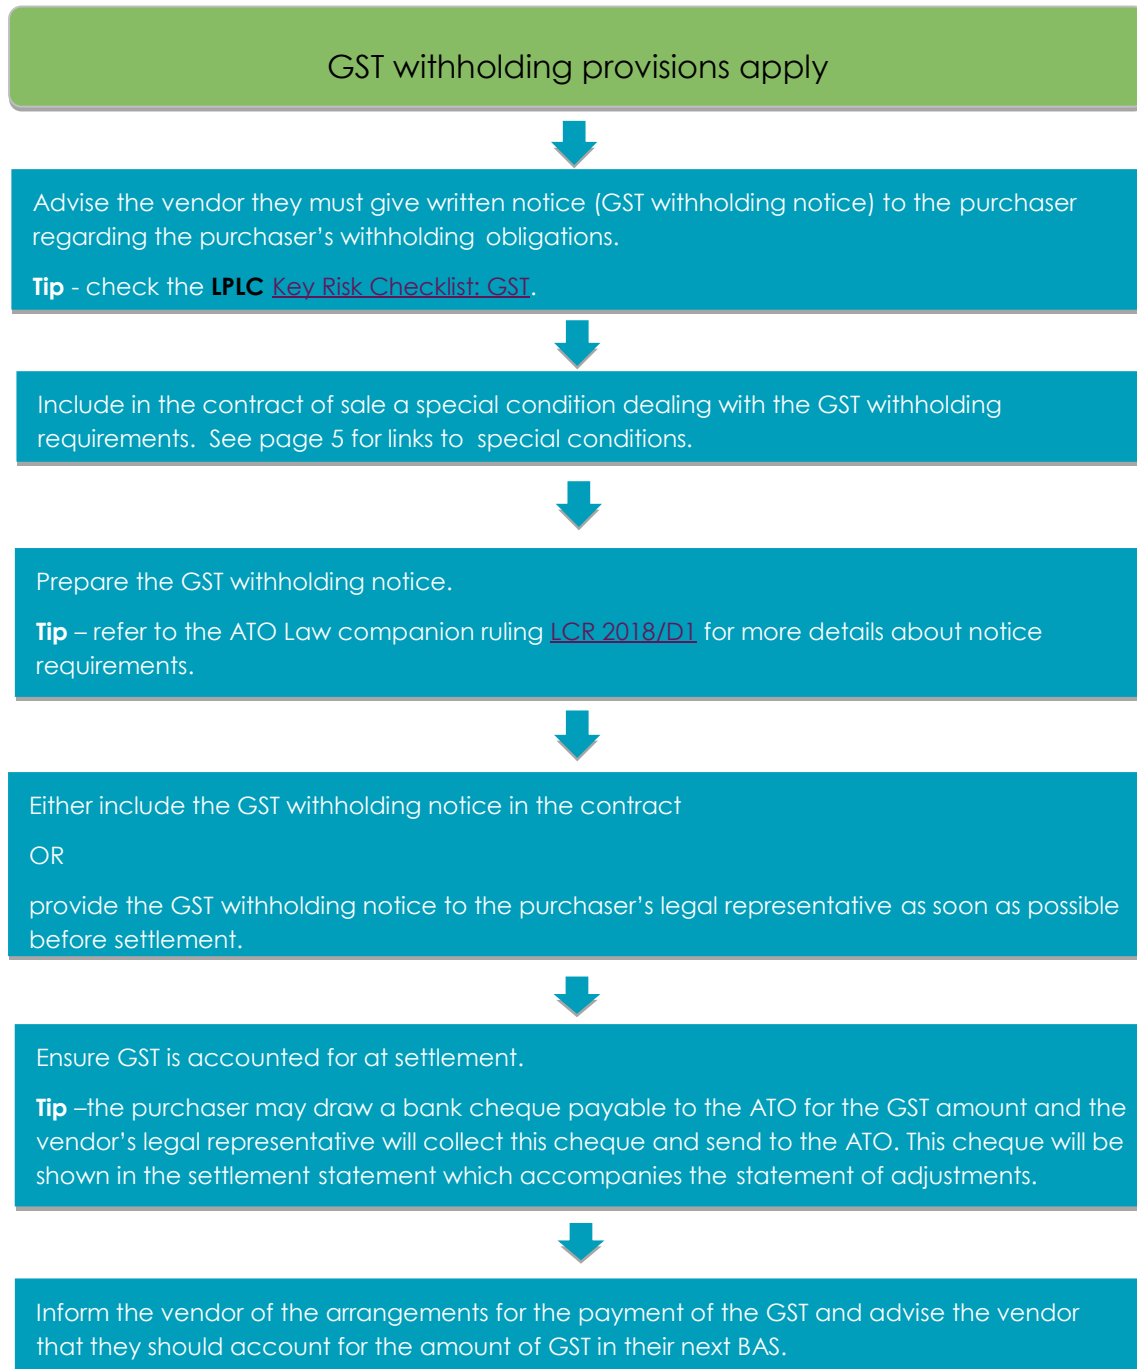 GST withholding provisions apply
Advise the vendor they must give written notice (GST withholding notice) to the purchaser
regarding the purchaser's withholding obligations.
Tip - check the LPLC Key Risk Checklist: GST.
Include in the contract of sale a special condition dealing with the GST withholding
requirements. See page 5 for links to special conditions.
Prepare the GST withholding notice.
Tip – refer to the ATO Law companion ruling LCR 2018/D1 for more details about notice
requirements.
Either include the GST withholding notice in the contract
OR
provide the GST withholding notice to the purchaser's legal representative as soon as possible
before settlement.
Ensure GST is accounted for at settlement.
Tip –the purchaser may draw a bank cheque payable to the ATO for the GST amount and the
vendor's legal representative will collect this cheque and send to the ATO. This cheque will be
shown in the settlement statement which accompanies the statement of adjustments.
Inform the vendor of the arrangements for the payment of the GST and advise the vendor
that they should account for the amount of GST in their next BAS.